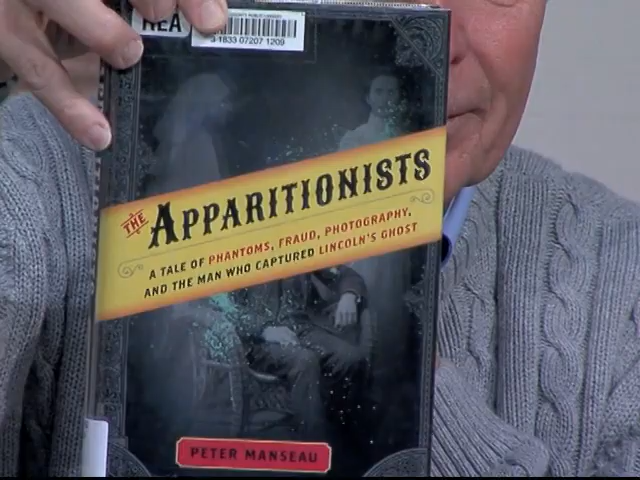 3 1833 07207 1209
THE APPARITIONISTS
A TALE OF PHANTOMS, FRAUD, PHOTOGRAPHY,
AND THE MAN WHO CAPTURED LINCOLN'S GHOST
PETER MANSEAU